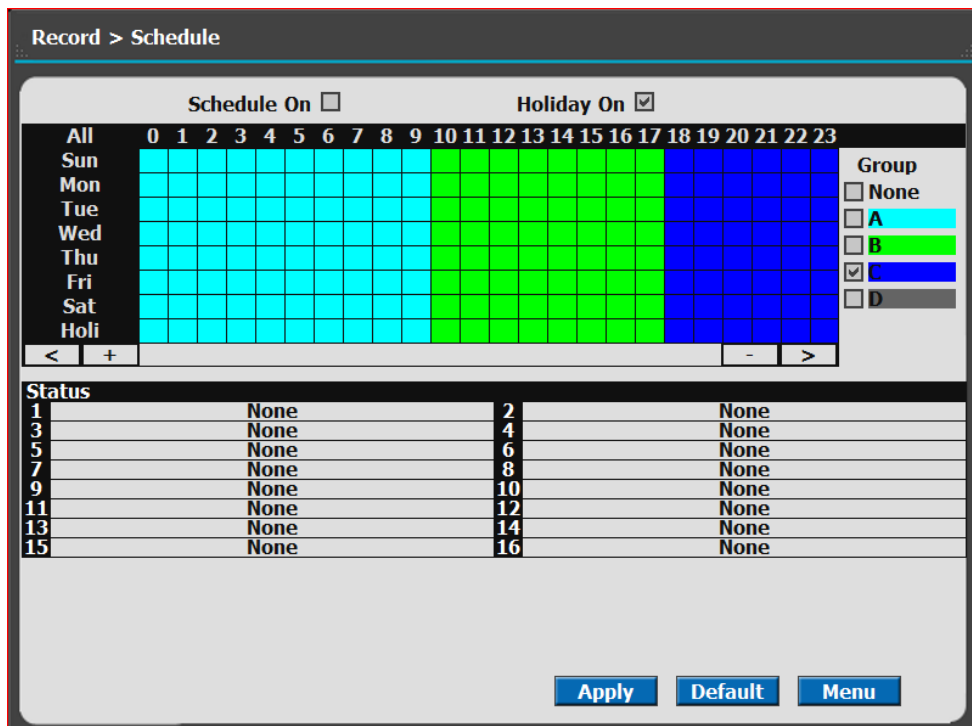 Record > Schedule
Schedule On Holiday On
All 0 1 2 3 4 5 6 7 8 9 10 11 12 13 14 15 16 17 18 19 20 21 22 23
Sun
Mon
Tue
Wed
Thu
Fri
Sat
Holi
< + - >
Group
None
A
B
C
D
Status
1 None 2 None
3 None 4 None
5 None 6 None
7 None 8 None
9 None 10 None
11 None 12 None
13 None 14 None
15 None 16 None
Apply Default Menu